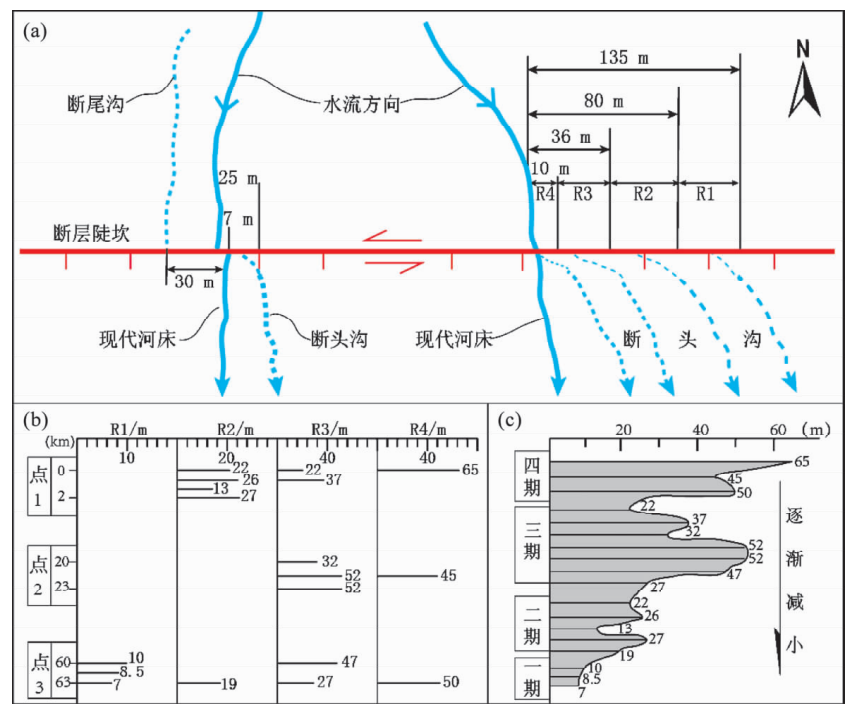 (a)
N
135 m
80 m
36 m
10 m
R4 R3 R2 R1
断尾沟
水流方向
25 m
7 m
断层陡坎
30 m
现代河床
断头沟
现代河床
断 头 沟
(b)
R1/m R2/m R3/m R4/m
(km)
10 20 40 40
点1
0
2
22
26
13
27
22
37
65
点2
20
23
32
52
52
45
点3
60
63
10
8.5
7
19
47
27
50
(c)
20 40 60 (m)
四期
三期
二期
一期
65
45
50
22
37
32
52
52
47
27
22
26
13
27
19
10
8.5
7
逐渐减小